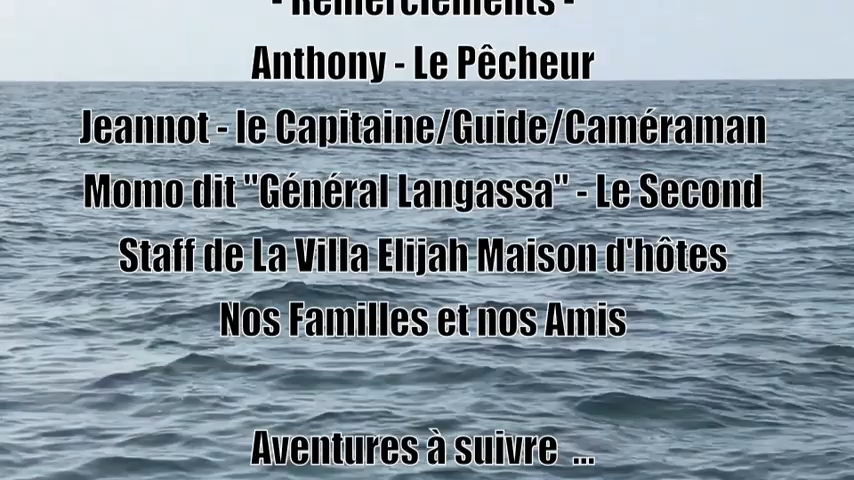 - Remerciements -
Anthony - Le Pêcheur
Jeannot - le Capitaine/Guide/Caméraman
Momo dit "Général Langassa" - Le Second
Staff de La Villa Elijah Maison d'hôtes
Nos Familles et nos Amis
Aventures à suivre ...